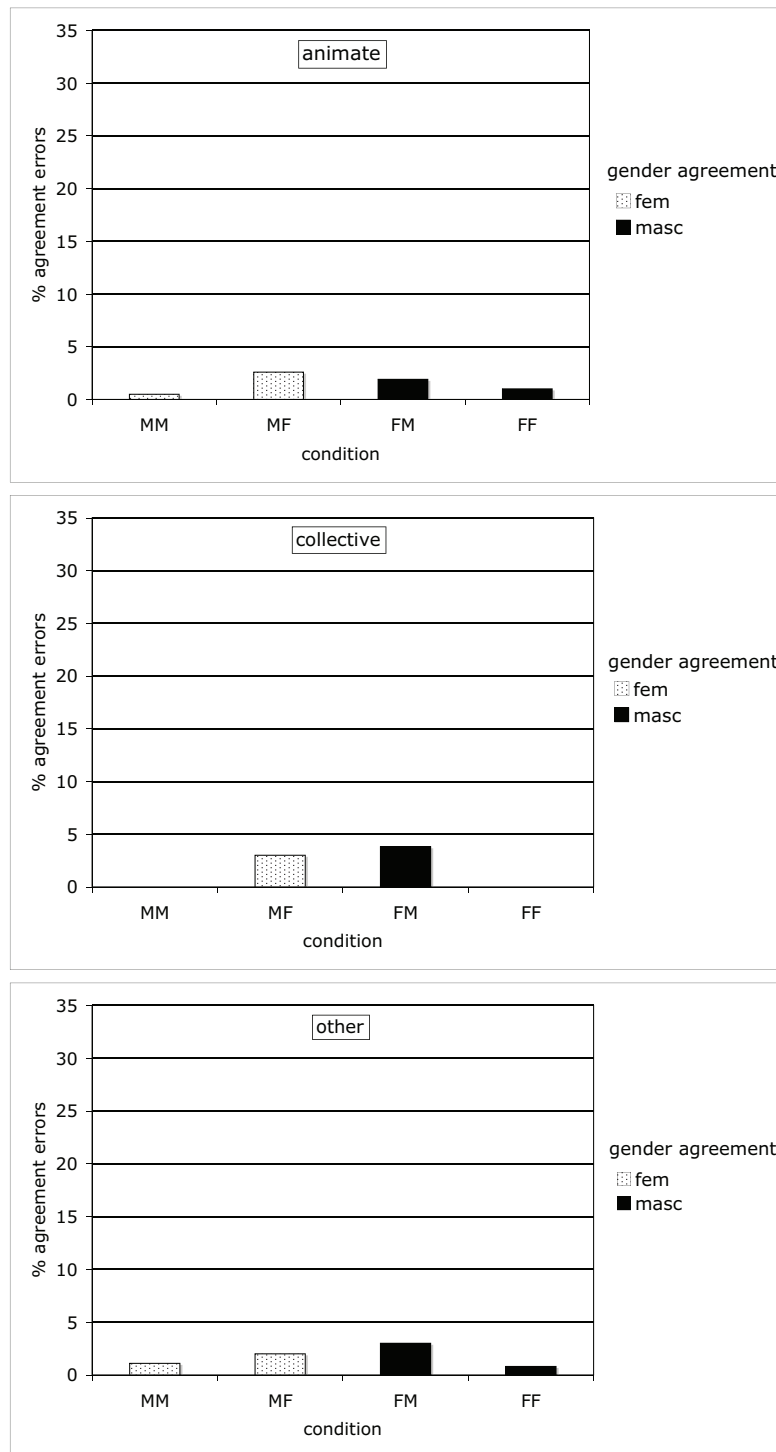 animate
35
30
25
20
15
10
5
0
% agreement errors
MM MF FM FF
condition
gender agreement
fem
masc
collective
35
30
25
20
15
10
5
0
% agreement errors
MM MF FM FF
condition
gender agreement
fem
masc
other
35
30
25
20
15
10
5
0
% agreement errors
MM MF FM FF
condition
gender agreement
fem
masc